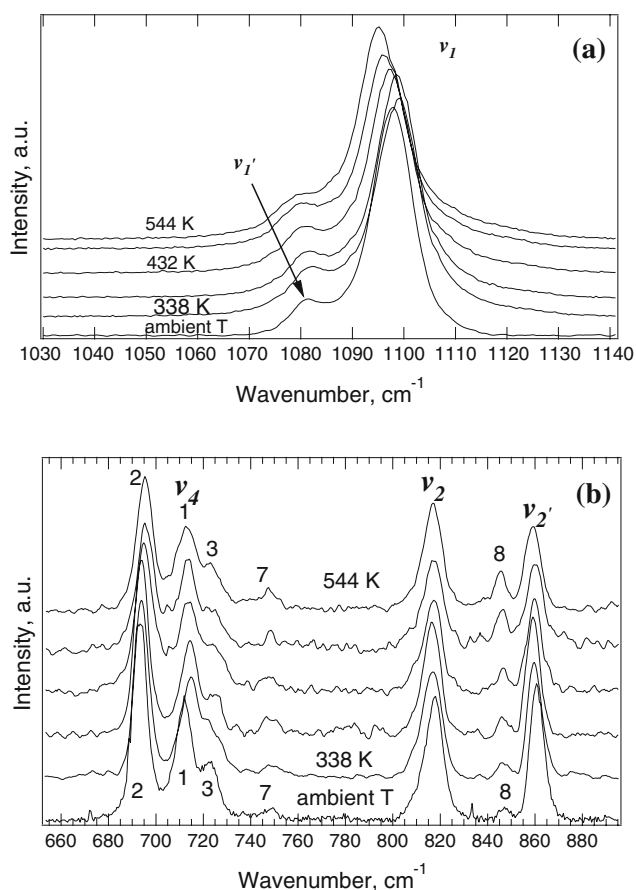 (a)
ν1
ν1'
544 K
432 K
338 K
ambient T
Intensity, a.u.
1030 1040 1050 1060 1070 1080 1090 1100 1110 1120 1130 1140
Wavenumber, cm-1
(b)
2 ν4 ν2 ν2'
1
3
7 544 K 8
338 K
2 1 3 7 ambient T 8
Intensity, a.u.
660 680 700 720 740 760 780 800 820 840 860 880
Wavenumber, cm-1